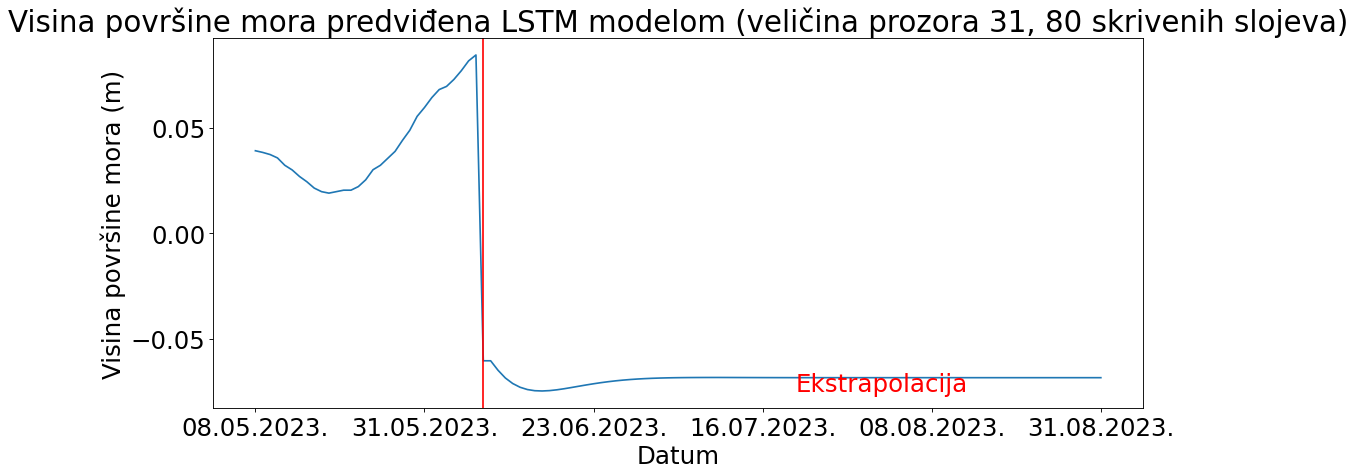 Visina površine mora predviđena LSTM modelom (veličina prozora 31, 80 skrivenih slojeva)
Visina površine mora (m)
0.05
0.00
−0.05
Ekstrapolacija
08.05.2023. 31.05.2023. 23.06.2023. 16.07.2023. 08.08.2023. 31.08.2023.
Datum